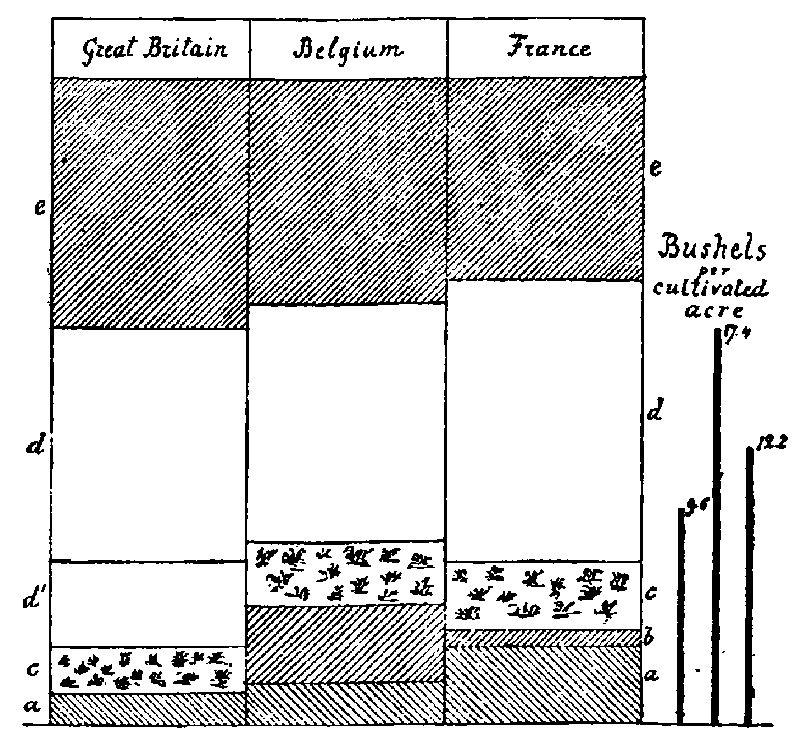 Great Britain
Belgium
France
e
d
d'
c
a
e
d
c
b
a
Bushels
per
cultivated
acre
17.4
12.2
9.6